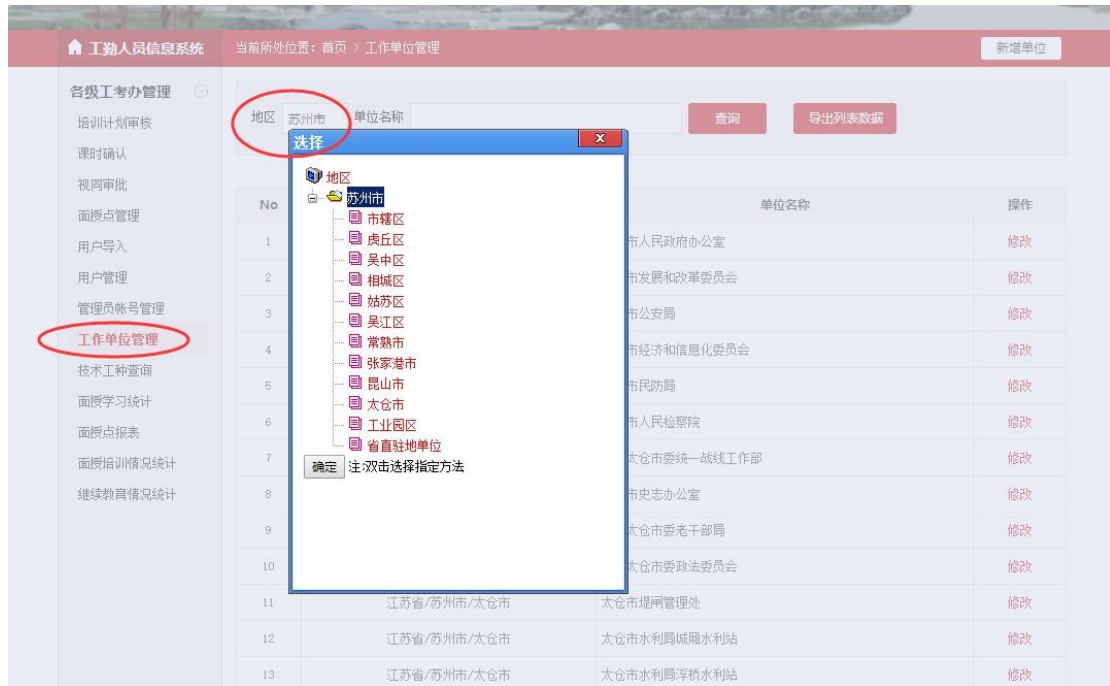 工勤人员信息系统
当前所处位置：首页 > 工作单位管理
新增单位
各级工考办管理
培训计划审核
课时确认
视同审批
面授点管理
用户导入
用户管理
管理员帐号管理
工作单位管理
技术工种查询
面授学习统计
面授点报表
面授培训情况统计
继续教育情况统计
地区 苏州市 单位名称 查询 导出列表数据
选择 x
地区
苏州市
市辖区
虎丘区
吴中区
相城区
姑苏区
吴江区
常熟市
张家港市
昆山市
太仓市
工业园区
省直驻地单位
确定 注:双击选择指定方法
No 单位名称 操作
1 市人民政府办公室 修改
2 市发展和改革委员会 修改
3 市公安局 修改
4 市经济和信息化委员会 修改
5 市民防局 修改
6 市人民检察院 修改
7 太仓市委统一战线工作部 修改
8 市史志办公室 修改
9 太仓市委老干部局 修改
10 太仓市委政法委员会 修改
11 江苏省/苏州市/太仓市 太仓市堤闸管理处 修改
12 江苏省/苏州市/太仓市 太仓市水利局城厢水利站 修改
13 江苏省/苏州市/太仓市 太仓市水利局浮桥水利站 修改